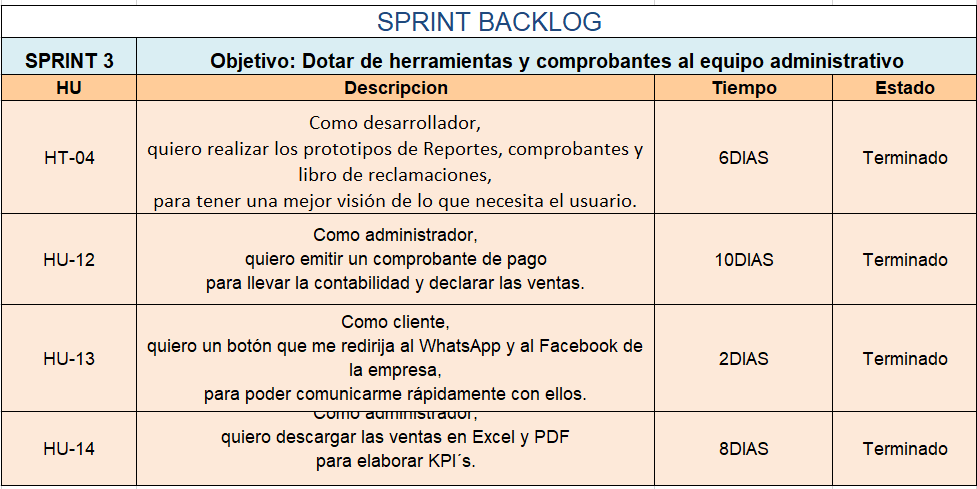 SPRINT BACKLOG
SPRINT 3
Objetivo: Dotar de herramientas y comprobantes al equipo administrativo
HU
Descripcion
Tiempo
Estado
HT-04
Como desarrollador,
quiero realizar los prototipos de Reportes, comprobantes y
libro de reclamaciones,
para tener una mejor visión de lo que necesita el usuario.
6DIAS
Terminado
HU-12
Como administrador,
quiero emitir un comprobante de pago
para llevar la contabilidad y declarar las ventas.
10DIAS
Terminado
HU-13
Como cliente,
quiero un botón que me redirija al WhatsApp y al Facebook de
la empresa,
para poder comunicarme rápidamente con ellos.
2DIAS
Terminado
HU-14
Como administrador,
quiero descargar las ventas en Excel y PDF
para elaborar KPI´s.
8DIAS
Terminado